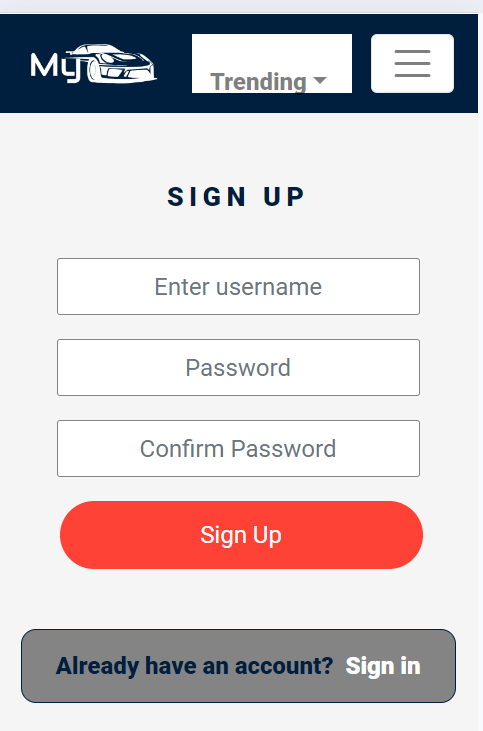 My
Trending
SIGN UP
Enter username
Password
Confirm Password
Sign Up
Already have an account? Sign in